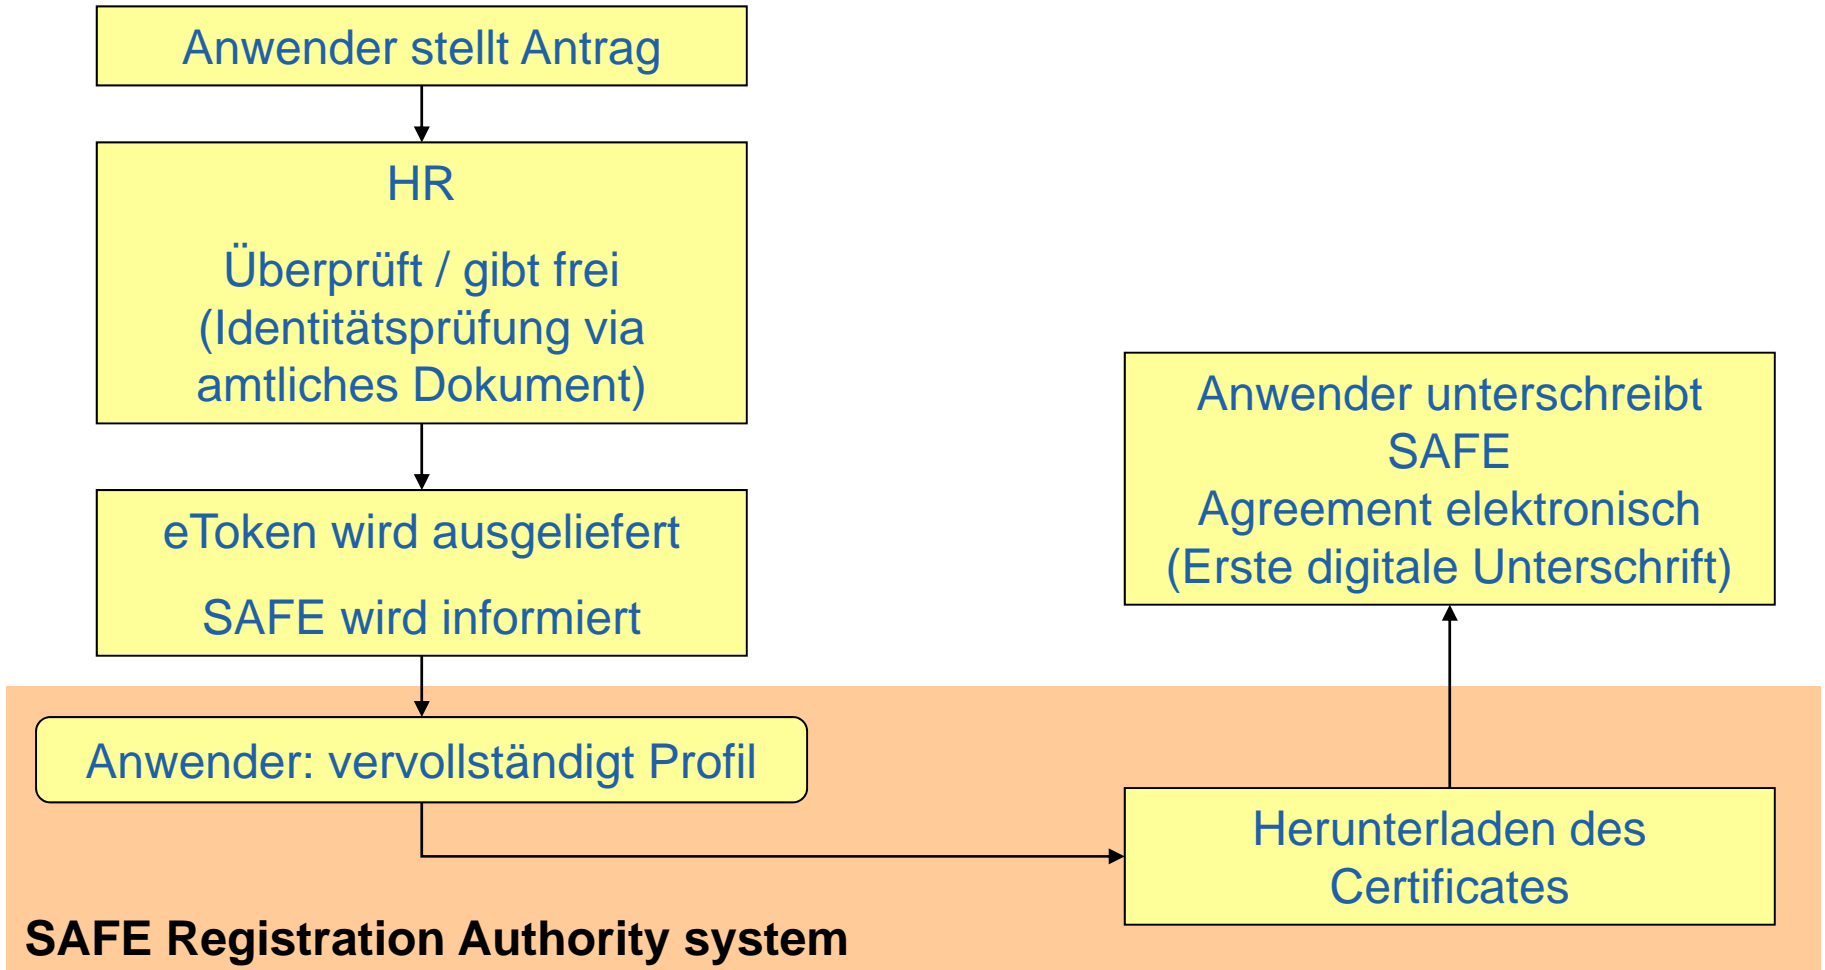 Anwender stellt Antrag
HR
Überprüft / gibt frei
(Identitätsprüfung via
amtliches Dokument)
eToken wird ausgeliefert
SAFE wird informiert
Anwender: vervollständigt Profil
Herunterladen des
Certificates
Anwender unterschreibt
SAFE
Agreement elektronisch
(Erste digitale Unterschrift)
SAFE Registration Authority system